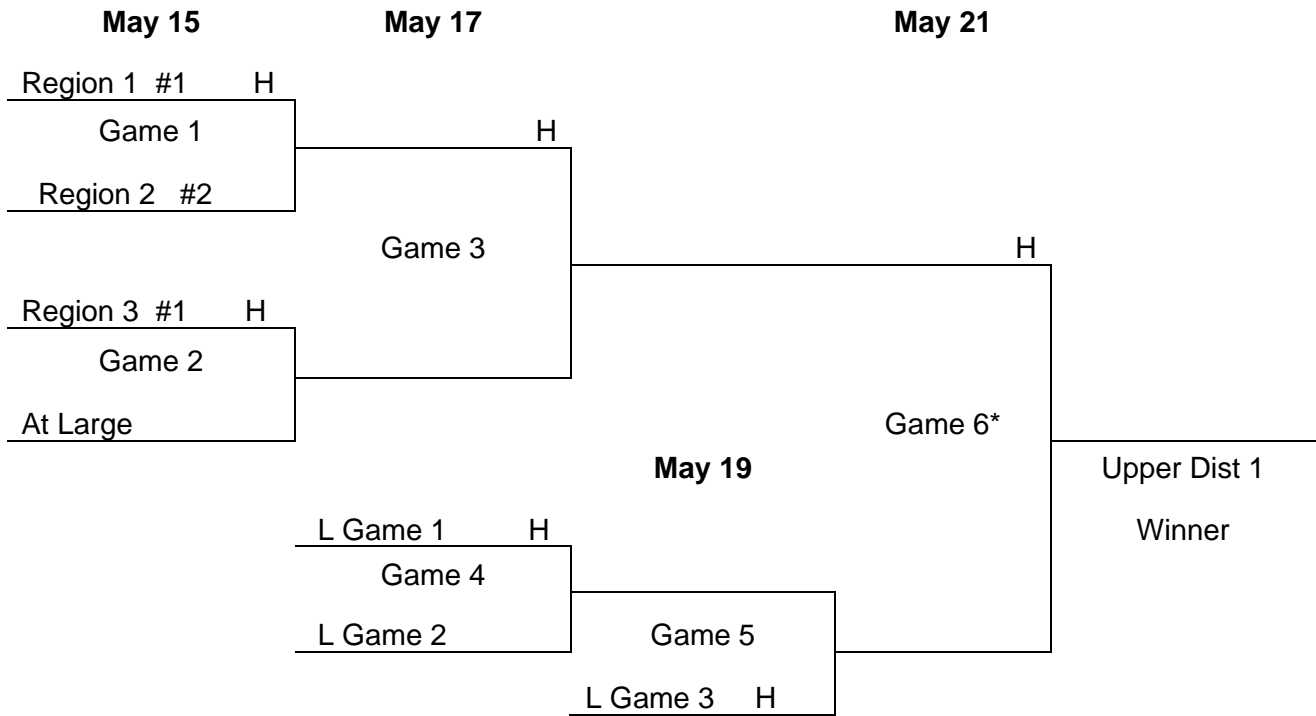 May 15 May 17 May 21
Region 1 #1 H
Game 1 H
Region 2 #2
Game 3 H
Region 3 #1 H
Game 2
At Large Game 6*
May 19 Upper Dist 1
L Game 1 H Winner
Game 4
L Game 2 Game 5
L Game 3 H